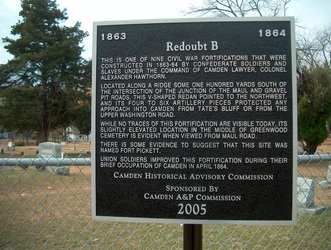 1863 1864
Redoubt B
THIS IS ONE OF NINE CIVIL WAR FORTIFICATIONS THAT WERE
CONSTRUCTED IN 1863-64 BY CONFEDERATE SOLDIERS AND
SLAVES UNDER THE COMMAND OF CAMDEN LAWYER, COLONEL
ALEXANDER HAWTHORN.
LOCATED ALONG A RIDGE SOME ONE HUNDRED YARDS SOUTH OF
THE INTERSECTION OF THE JUNCTION OF THE MAUL AND GRAVEL
PIT ROADS, THIS V-SHAPED REDAN POINTED TO THE NORTHWEST,
AND ITS FOUR TO SIX ARTILLERY PIECES PROTECTED ANY
APPROACH INTO CAMDEN FROM TATE'S BLUFF OR FROM THE
UPPER WASHINGTON ROAD.
WHILE NO TRACES OF THIS FORTIFICATION ARE VISIBLE TODAY, ITS
SLIGHTLY ELEVATED LOCATION IN THE MIDDLE OF GREENWOOD
CEMETERY IS EVIDENT WHEN VIEWED FROM MAUL ROAD.
THERE IS SOME EVIDENCE TO SUGGEST THAT THIS SITE WAS
NAMED FORT PICKETT.
UNION SOLDIERS IMPROVED THIS FORTIFICATION DURING THEIR
BRIEF OCCUPATION OF CAMDEN IN APRIL 1864.
CAMDEN HISTORICAL ADVISORY COMMISSION
SPONSORED BY
CAMDEN A&P COMMISSION
2005